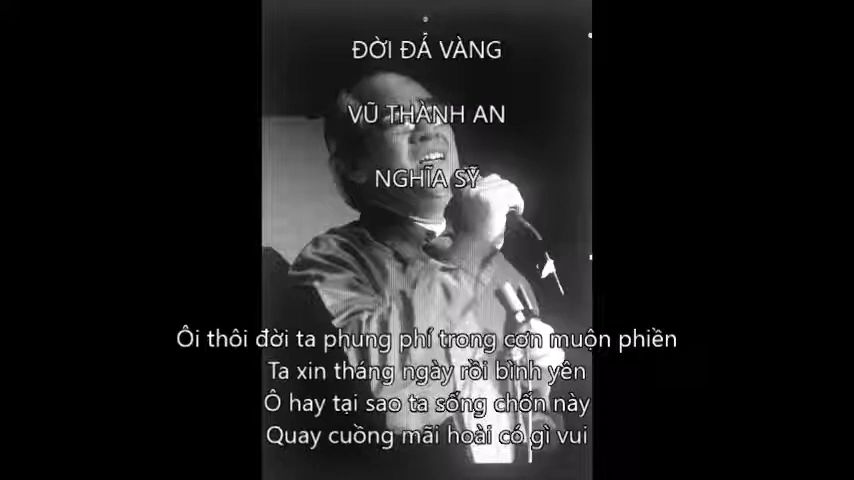 ĐỜI ĐÁ VÀNG
VŨ THÀNH AN
NGHĨA SỸ
Ôi thôi đời ta phung phí trong cơn muộn phiền
Ta xin tháng ngày rồi bình yên
Ô hay tại sao ta sống chốn này
Quay cuồng mãi hoài có gì vui